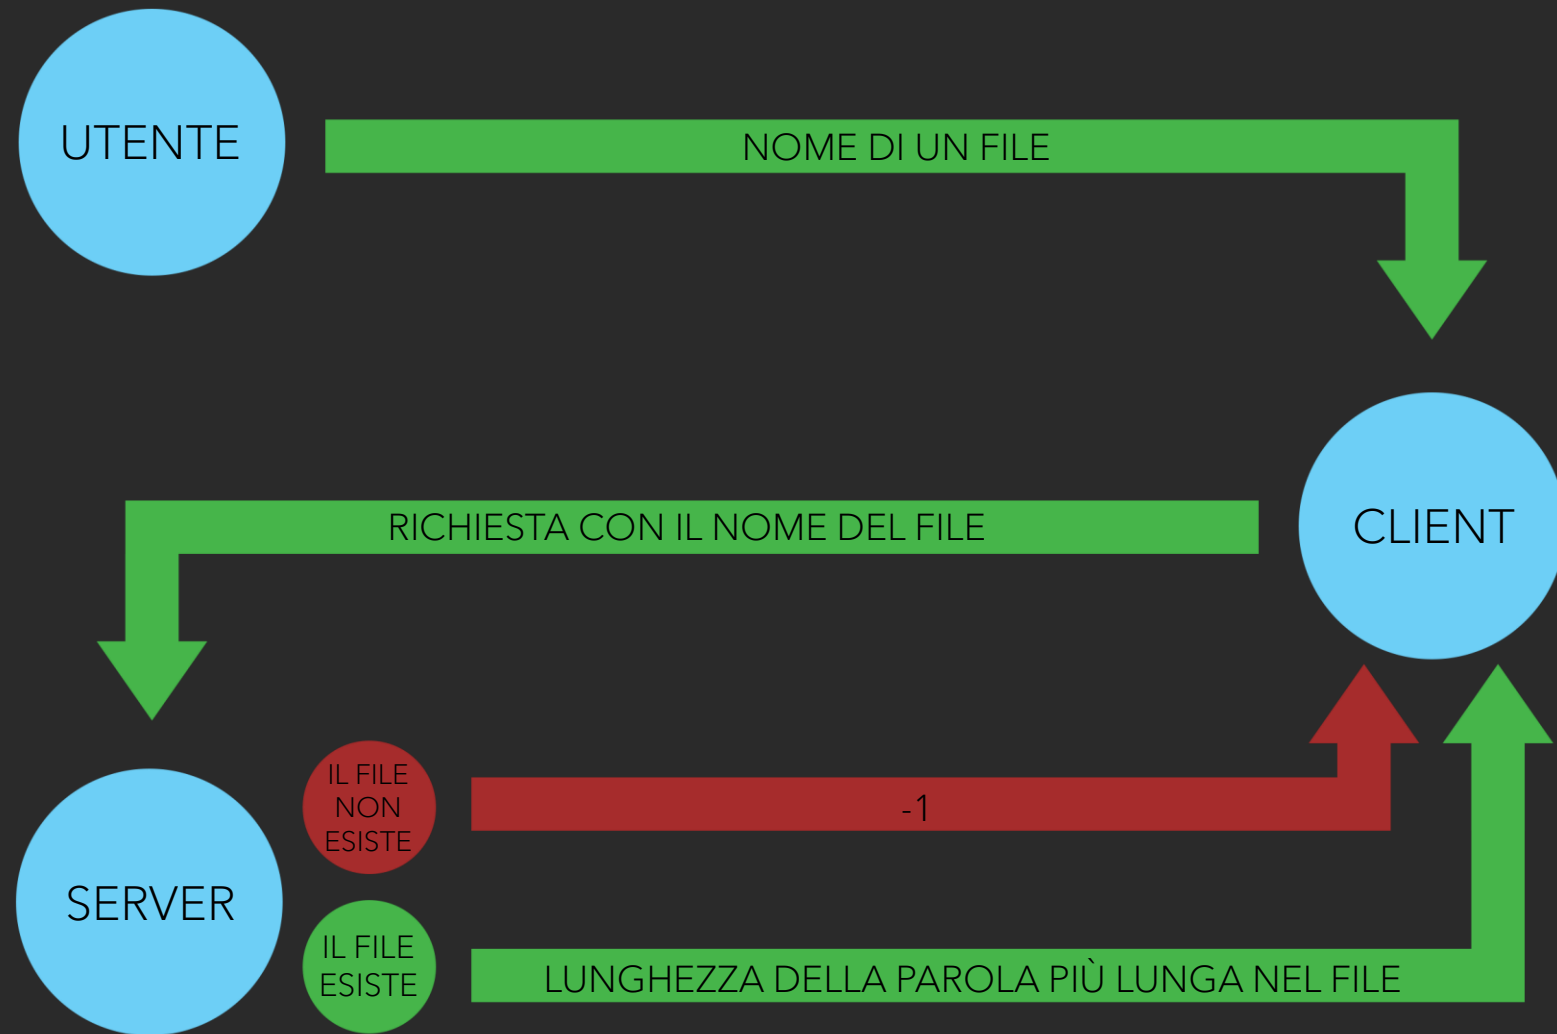 UTENTE
NOME DI UN FILE
RICHIESTA CON IL NOME DEL FILE
CLIENT
IL FILE
NON
ESISTE
-1
SERVER
IL FILE
ESISTE
LUNGHEZZA DELLA PAROLA PIÙ LUNGA NEL FILE